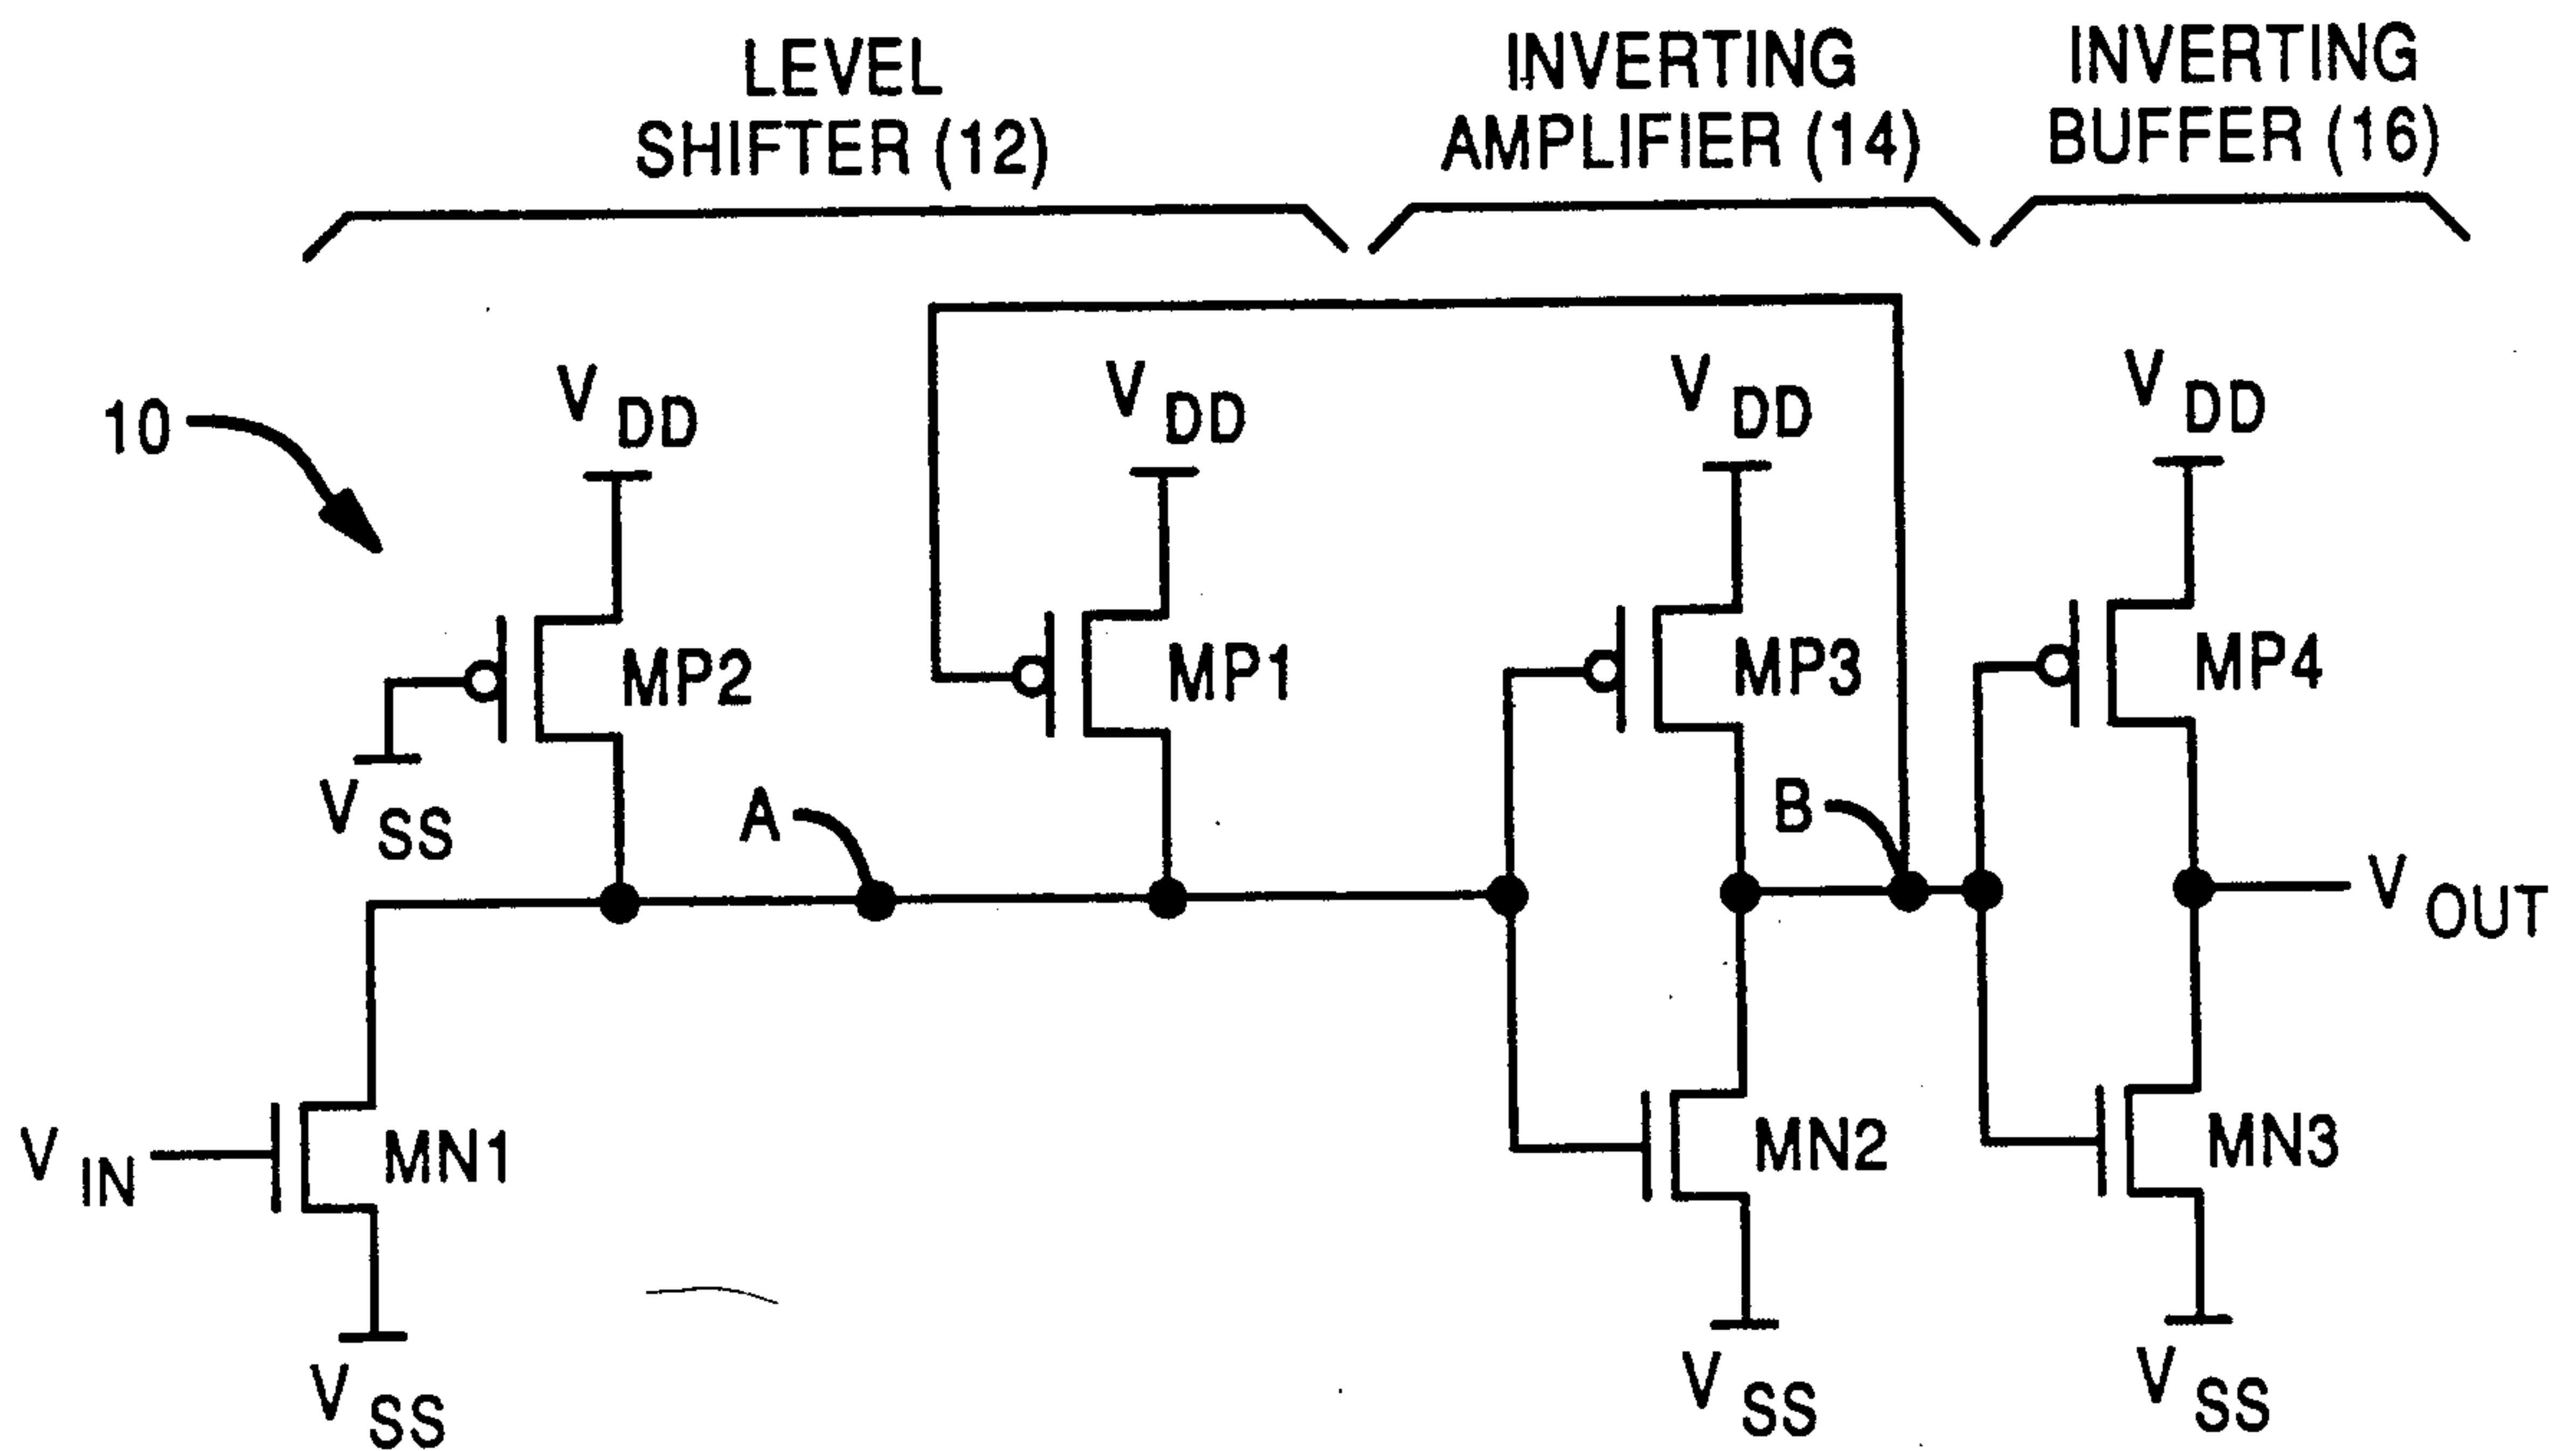 LEVEL
SHIFTER (12)
INVERTING
AMPLIFIER (14)
INVERTING
BUFFER (16)
10
V DD
V DD
V DD
V DD
MP2
MP1
MP3
MP4
V SS
A
B
V OUT
V IN
MN1
MN2
MN3
V SS
V SS
V SS